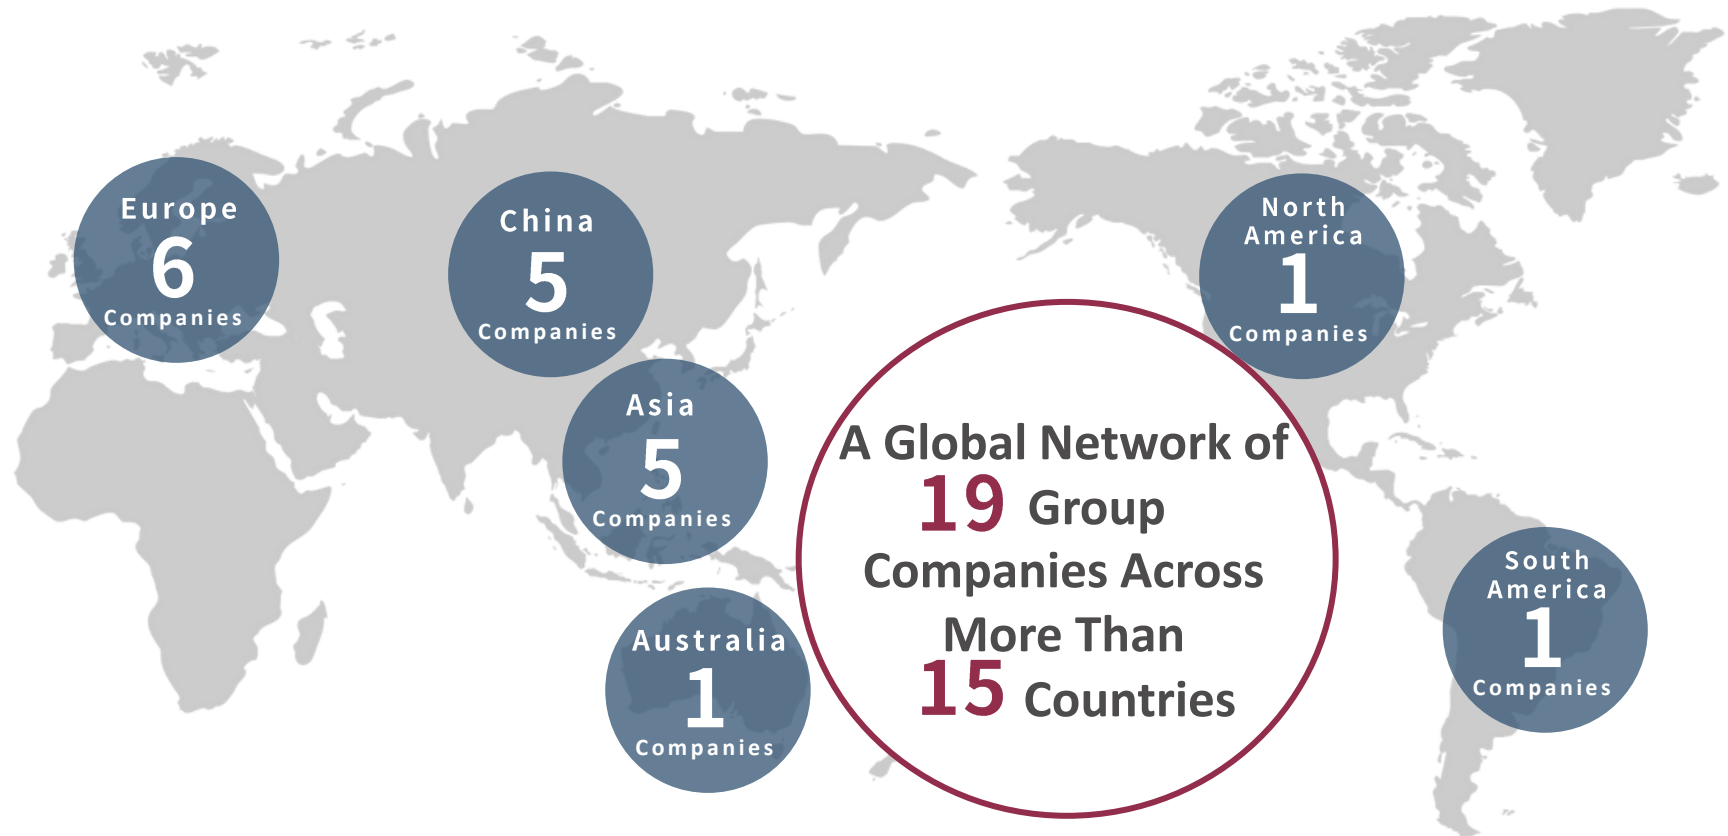 Europe
6
Companies
China
5
Companies
Asia
5
Companies
Australia
1
Companies
North
America
1
Companies
South
America
1
Companies
A Global Network of
19 Group
Companies Across
More Than
15 Countries